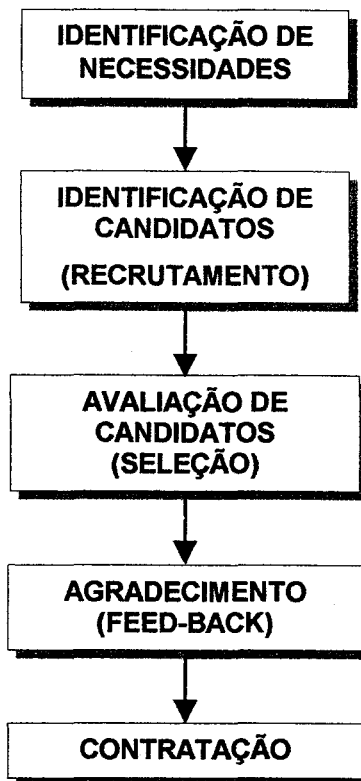 IDENTIFICAÇÃO DE
NECESSIDADES
IDENTIFICAÇÃO DE
CANDIDATOS
(RECRUTAMENTO)
AVALIAÇÃO DE
CANDIDATOS
(SELEÇÃO)
AGRADECIMENTO
(FEED-BACK)
CONTRATAÇÃO